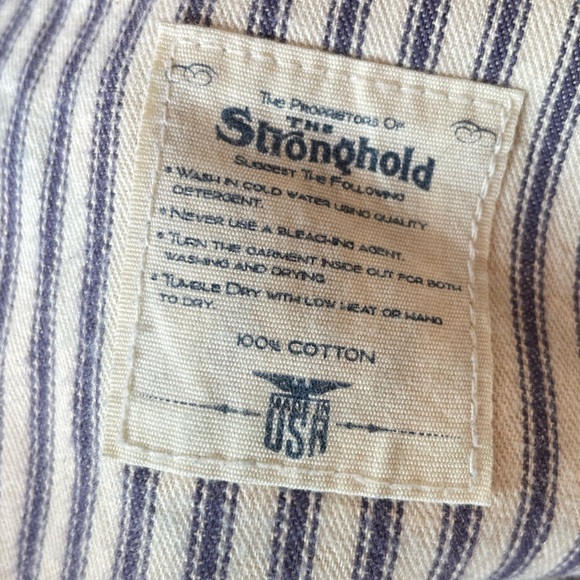 The Proprietors Of
THE
Stronghold
Suggest The Following
• Wash in cold water using quality
detergent.
• Never use a bleaching agent.
• Turn the garment inside out for both
washing and drying.
• Tumble Dry with low heat or hang
to dry.
100% COTTON
MADE IN
USA